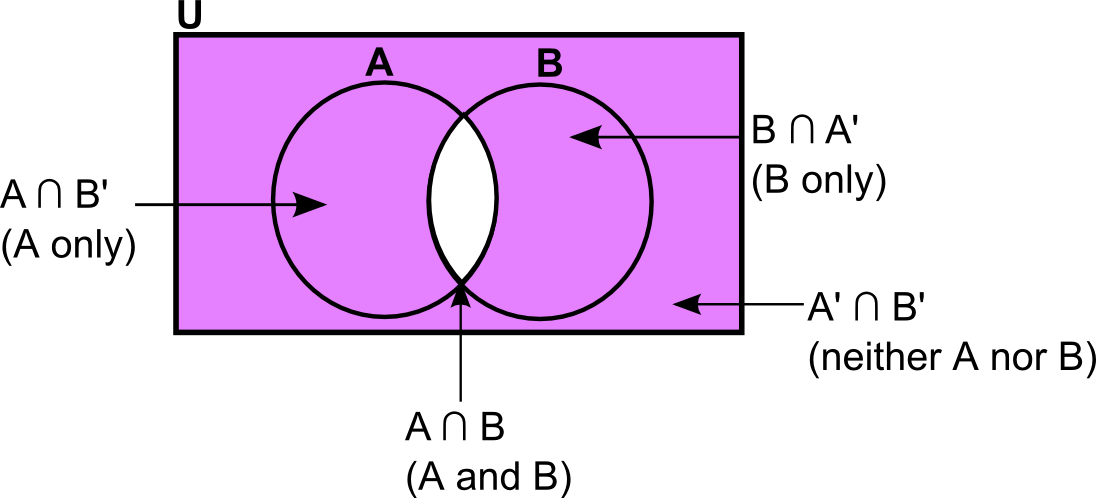 U
A
B
B ∩ A'
(B only)
A ∩ B'
(A only)
A' ∩ B'
(neither A nor B)
A ∩ B
(A and B)